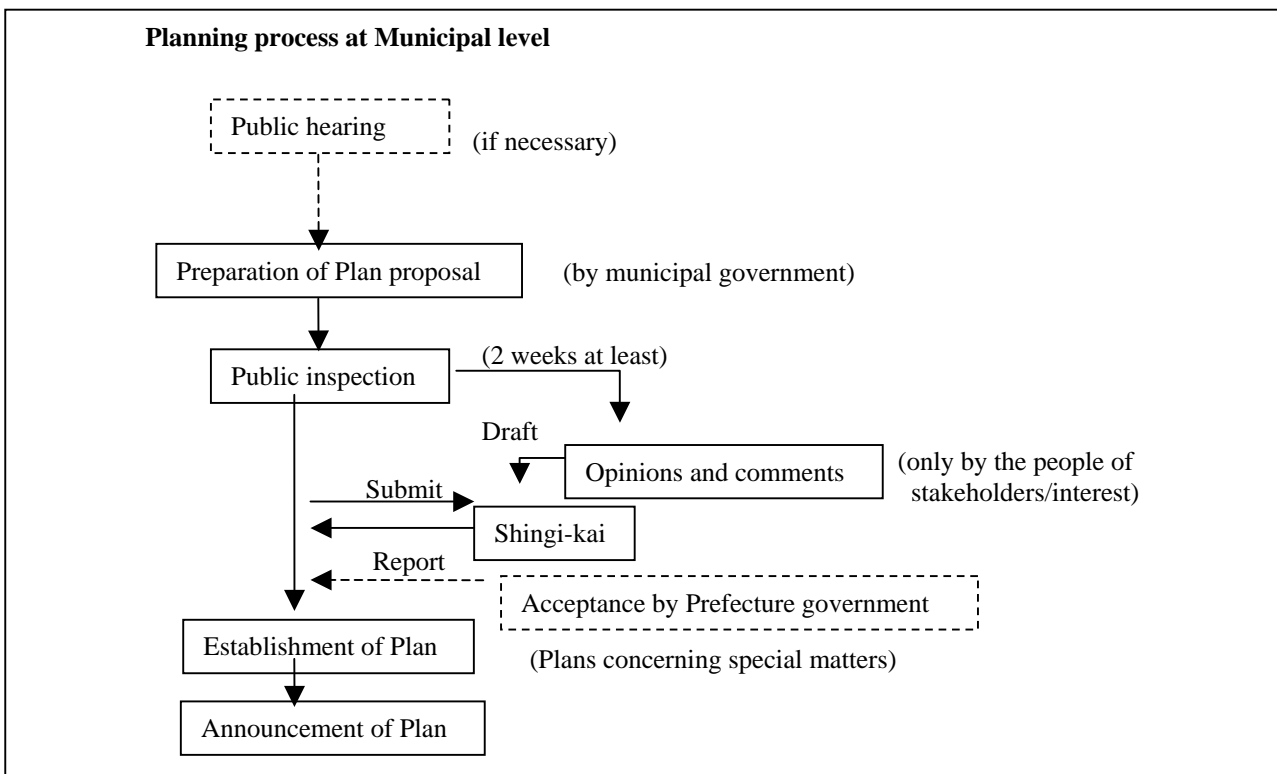 Planning process at Municipal level
Public hearing
(if necessary)
Preparation of Plan proposal
(by municipal government)
Public inspection
(2 weeks at least)
Draft
Opinions and comments
(only by the people of
stakeholders/interest)
Submit
Shingi-kai
Report
Acceptance by Prefecture government
Establishment of Plan
(Plans concerning special matters)
Announcement of Plan